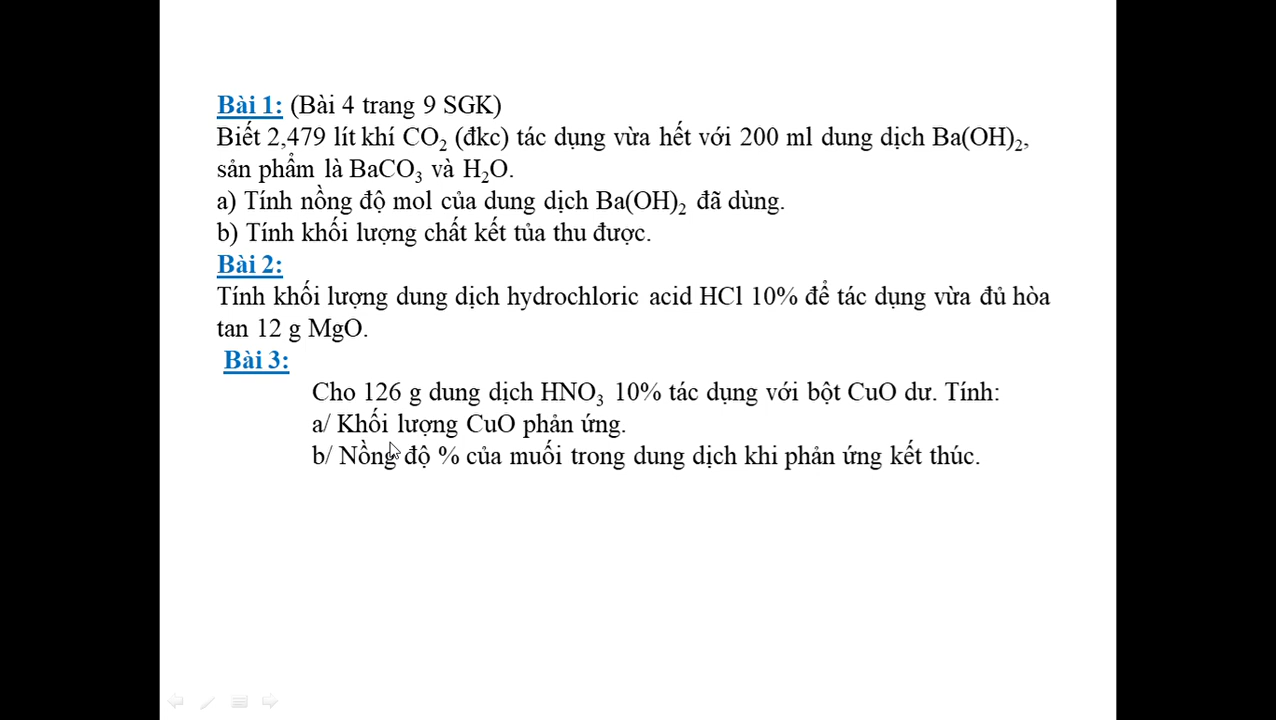 Bài 1: (Bài 4 trang 9 SGK)
Biết 2,479 lít khí CO₂ (đkc) tác dụng vừa hết với 200 ml dung dịch Ba(OH)₂,
sản phẩm là BaCO₃ và H₂O.
a) Tính nồng độ mol của dung dịch Ba(OH)₂ đã dùng.
b) Tính khối lượng chất kết tủa thu được.
Bài 2:
Tính khối lượng dung dịch hydrochloric acid HCl 10% để tác dụng vừa đủ hòa
tan 12 g MgO.
Bài 3:
Cho 126 g dung dịch HNO₃ 10% tác dụng với bột CuO dư. Tính:
a/ Khối lượng CuO phản ứng.
b/ Nồng độ % của muối trong dung dịch khi phản ứng kết thúc.